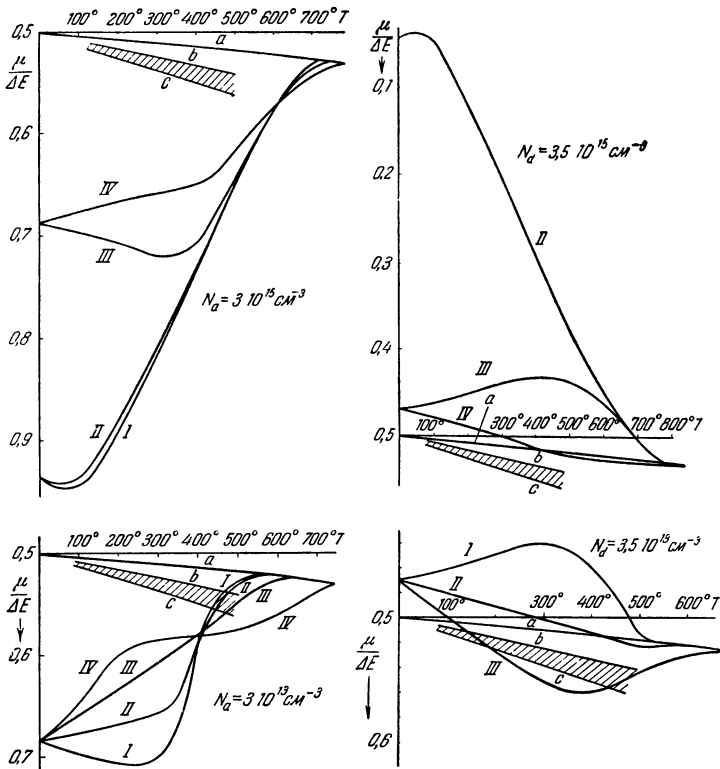 100° 200° 300° 400° 500° 600° 700° T
0,5
μ/ΔE
a
b
c
0,6
IV
0,7
III
N_a = 3 10^15 см^-3
0,8
0,9
II
I
μ/ΔE
0,1
N_d = 3,5 10^15 см^-3
0,2
II
0,3
0,4
III
a
IV
100° 300° 400° 500° 600° 700° 800° T
0,5
b
c
100° 200° 300° 400° 500° 600° 700° T
0,5
a
μ/ΔE
b
I
II
III
c
IV
0,6
IV
III
II
N_a = 3 10^13 см^-3
I
0,7
I
N_d = 3,5 10^13 см^-3
II
100° 300° 400° 500° 600° T
0,5
a
b
μ/ΔE
III
c
0,6